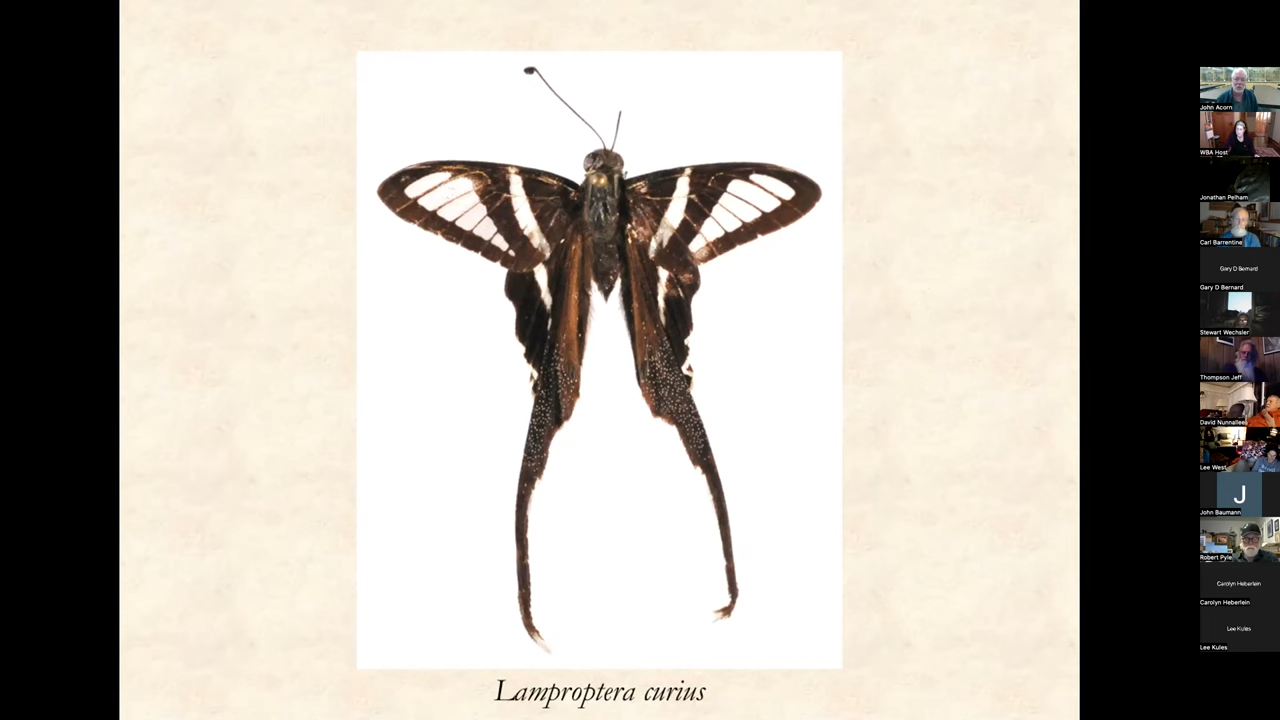 Lamproptera curius
John Acorn
WBA Host
Jonathan Pelham
Carl Barrentine
Gary D Bernard
Gary D Bernard
Stewart Wechsler
Thompson Jeff
David Nunnallee
Lee West
J
John Baumann
Robert Pyle
Carolyn Heberlein
Carolyn Heberlein
Lee Kules
Lee Kules